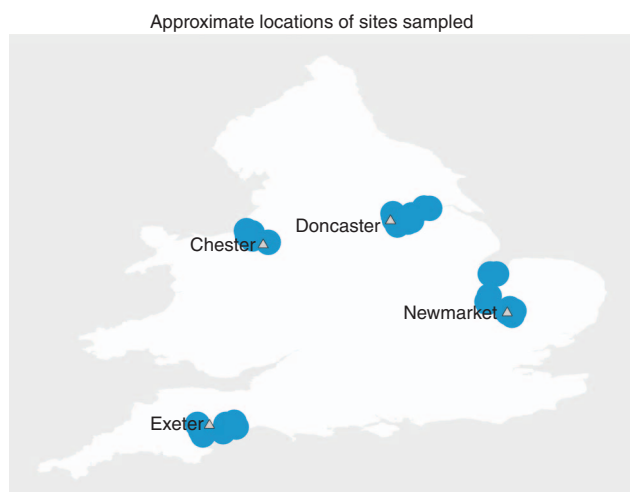 Approximate locations of sites sampled
Doncaster
Chester
Newmarket
Exeter